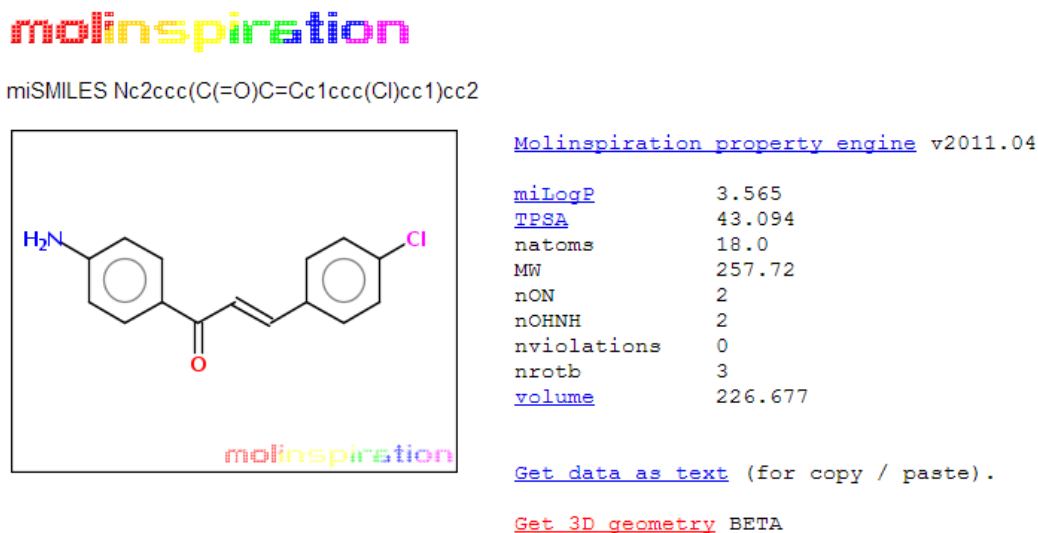 molinspiration
miSMILES Nc2ccc(C(=O)C=Cc1ccc(Cl)cc1)cc2
H2N
Cl
O
molinspiration
Molinspiration property engine v2011.04
miLogP 3.565
TPSA 43.094
natoms 18.0
MW 257.72
nON 2
nOHNH 2
nviolations 0
nrotb 3
volume 226.677
Get data as text (for copy / paste).
Get 3D geometry BETA